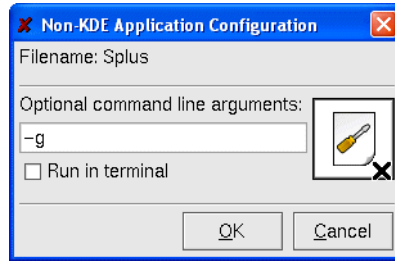 Non-KDE Application Configuration
Filename: Splus
Optional command line arguments:
-g
Run in terminal
OK
Cancel